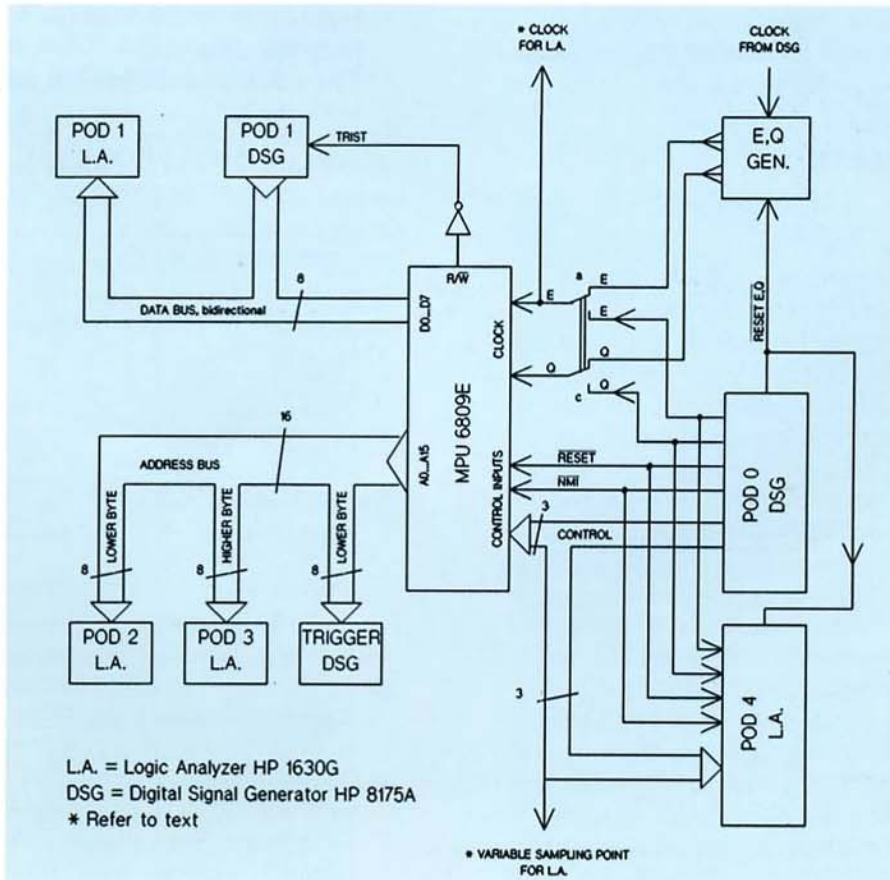 * CLOCK
FOR L.A.
CLOCK
FROM DSG
POD 1
L.A.
POD 1
DSG
TRIST
E,Q
GEN.
R/W̅
8
DATA BUS, bidirectional
D0...D7
CLOCK
E
a
E
E
Q
Q
c
Q
R̅E̅S̅E̅T̅ ̅E̅,̅Q̅
MPU 6809E
16
ADDRESS BUS
A0...A15
R̅E̅S̅E̅T̅
N̅M̅I̅
CONTROL INPUTS
3
CONTROL
POD 0
DSG
LOWER BYTE
HIGHER BYTE
LOWER BYTE
8
8
8
POD 2
L.A.
POD 3
L.A.
TRIGGER
DSG
3
POD 4
L.A.
L.A. = Logic Analyzer HP 1630G
DSG = Digital Signal Generator HP 8175A
* Refer to text
* VARIABLE SAMPLING POINT
FOR L.A.